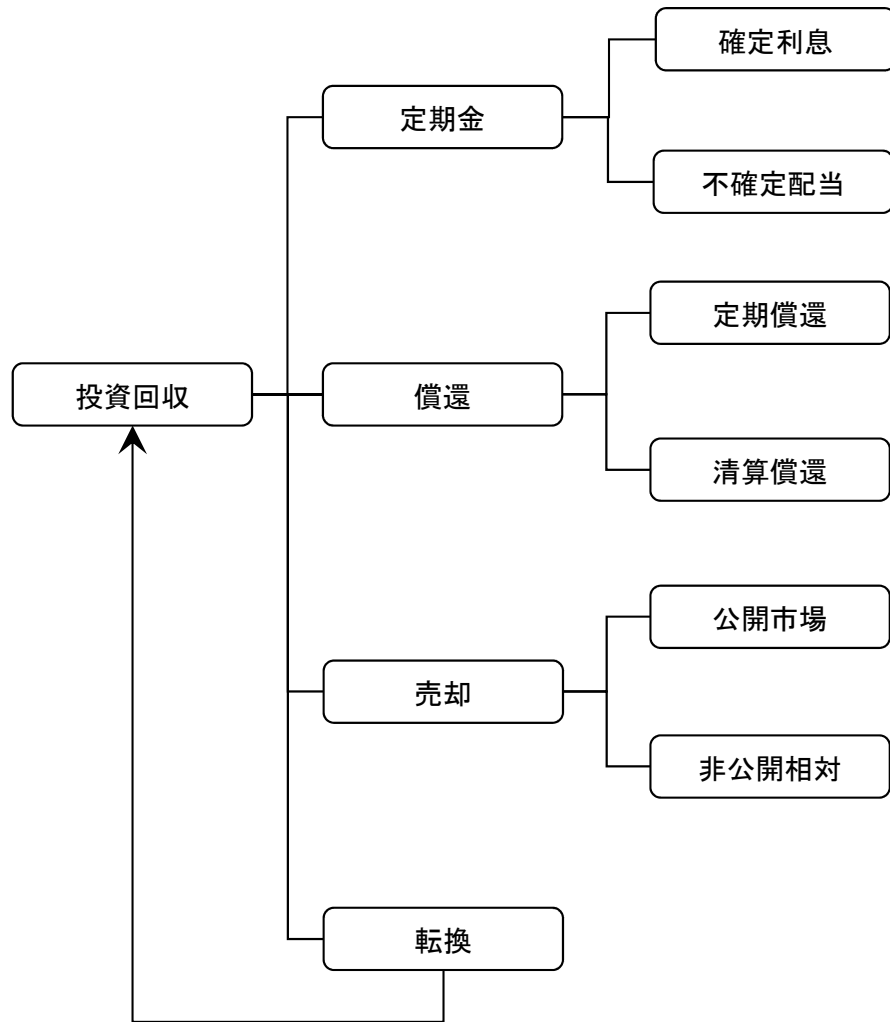 投資回収
定期金
確定利息
不確定配当
償還
定期償還
清算償還
売却
公開市場
非公開相対
転換